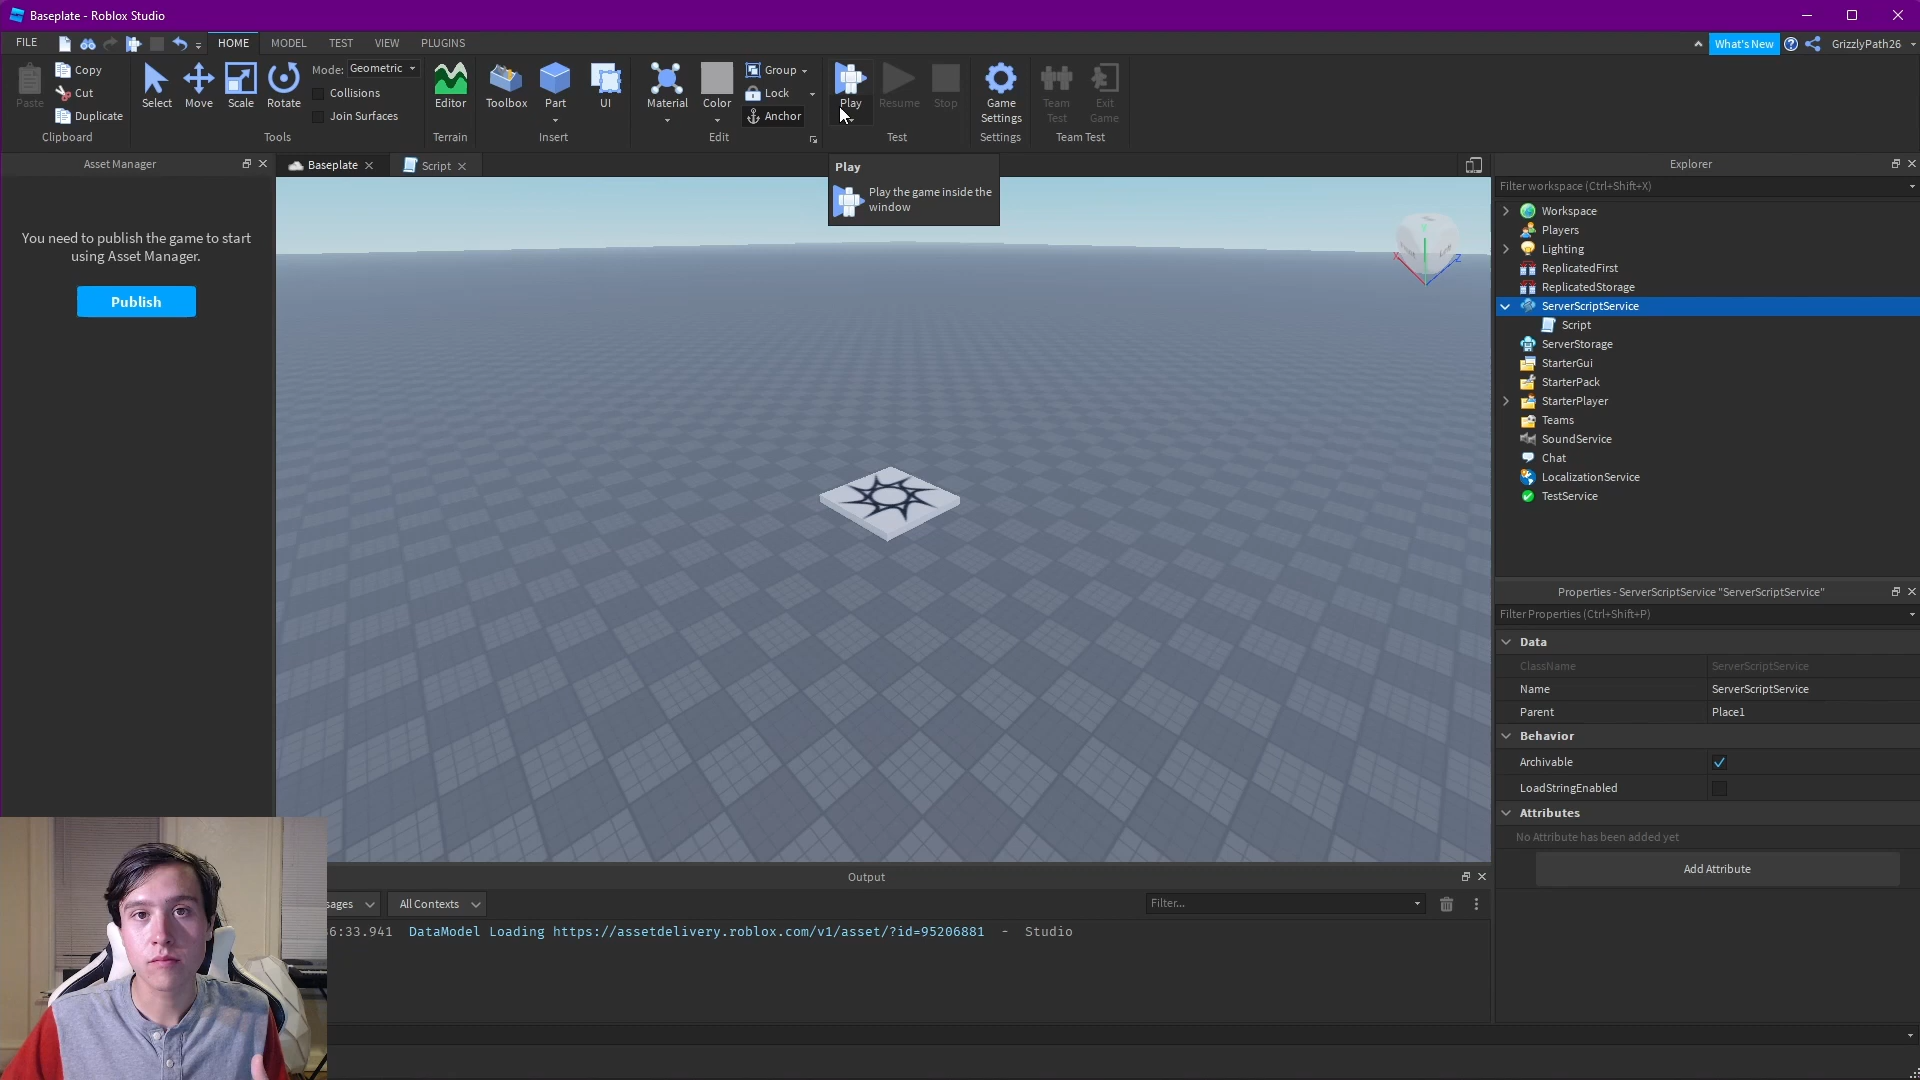 Baseplate - Roblox Studio
FILE
HOME
MODEL
TEST
VIEW
PLUGINS
What's New
GrizzlyPath26
Paste
Copy
Cut
Duplicate
Clipboard
Select
Move
Scale
Rotate
Mode: Geometric
Collisions
Join Surfaces
Tools
Editor
Terrain
Toolbox
Part
UI
Insert
Material
Color
Group
Lock
Anchor
Edit
Play
Resume
Stop
Test
Game
Settings
Settings
Team
Test
Exit
Game
Team Test
Asset Manager
Baseplate
Script
Play
Play the game inside the
window
You need to publish the game to start
using Asset Manager.
Publish
Explorer
Filter workspace (Ctrl+Shift+X)
Workspace
Players
Lighting
ReplicatedFirst
ReplicatedStorage
ServerScriptService
Script
ServerStorage
StarterGui
StarterPack
StarterPlayer
Teams
SoundService
Chat
LocalizationService
TestService
Properties - ServerScriptService "ServerScriptService"
Filter Properties (Ctrl+Shift+P)
Data
ClassName ServerScriptService
Name ServerScriptService
Parent Place1
Behavior
Archivable
LoadStringEnabled
Attributes
No Attribute has been added yet
Add Attribute
Output
sages
All Contexts
Filter...
6:33.941 DataModel Loading https://assetdelivery.roblox.com/v1/asset/?id=95206881 - Studio